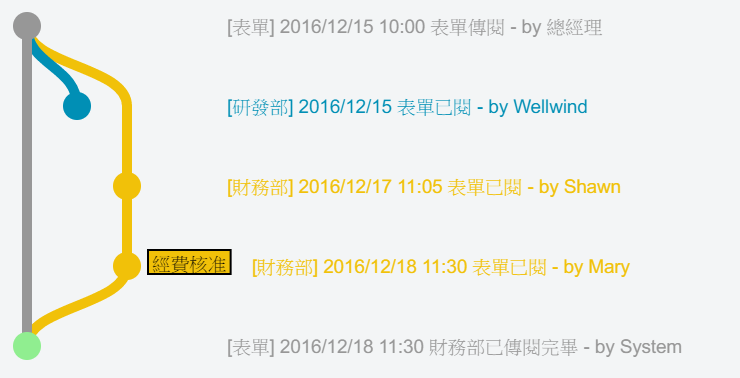 [表單] 2016/12/15 10:00 表單傳閱 - by 總經理
[研發部] 2016/12/15 表單已閱 - by Wellwind
[財務部] 2016/12/17 11:05 表單已閱 - by Shawn
經費核准 [財務部] 2016/12/18 11:30 表單已閱 - by Mary
[表單] 2016/12/18 11:30 財務部已傳閱完畢 - by System